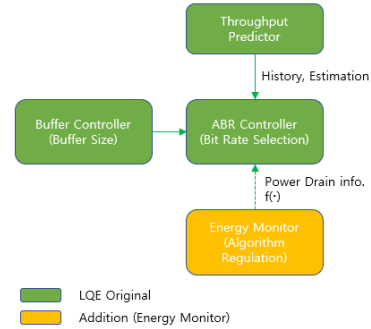 Throughput
Predictor
History, Estimation
Buffer Controller
(Buffer Size)
ABR Controller
(Bit Rate Selection)
Power Drain info.
f(·)
Energy Monitor
(Algorithm
Regulation)
LQE Original
Addition (Energy Monitor)